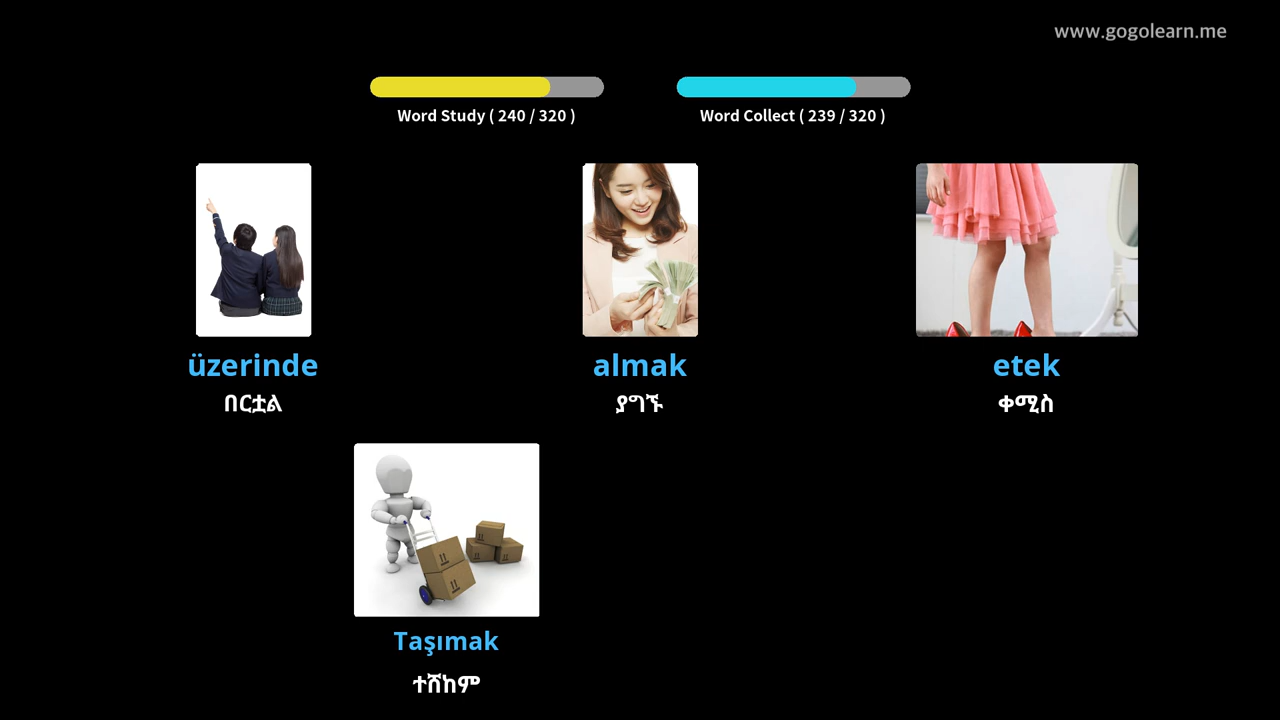 www.gogolearn.me
Word Study ( 240 / 320 )
Word Collect ( 239 / 320 )
üzerinde
almak
etek
በርቷል
ያግኙ
ቀሚስ
Taşımak
ተሸከም